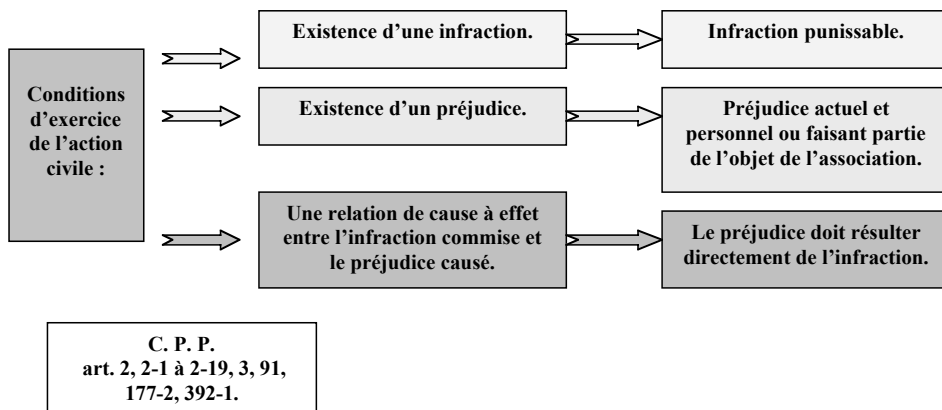 Conditions
d'exercice
de l'action
civile :
Existence d'une infraction.
Infraction punissable.
Existence d'un préjudice.
Préjudice actuel et
personnel ou faisant partie
de l'objet de l'association.
Une relation de cause à effet
entre l'infraction commise et
le préjudice causé.
Le préjudice doit résulter
directement de l'infraction.
C. P. P.
art. 2, 2-1 à 2-19, 3, 91,
177-2, 392-1.